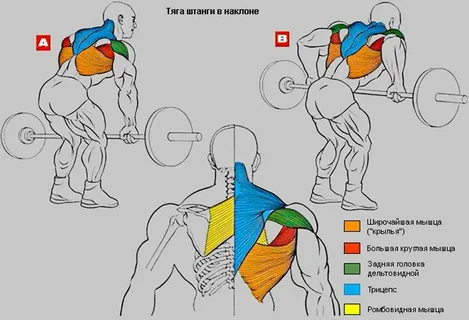 Тяга штанги в наклоне
A
B
Широчайшая мышца
("крылья")
Большая круглая мышца
Задняя головка
дельтовидной
Трицепс
Ромбовидная мышца